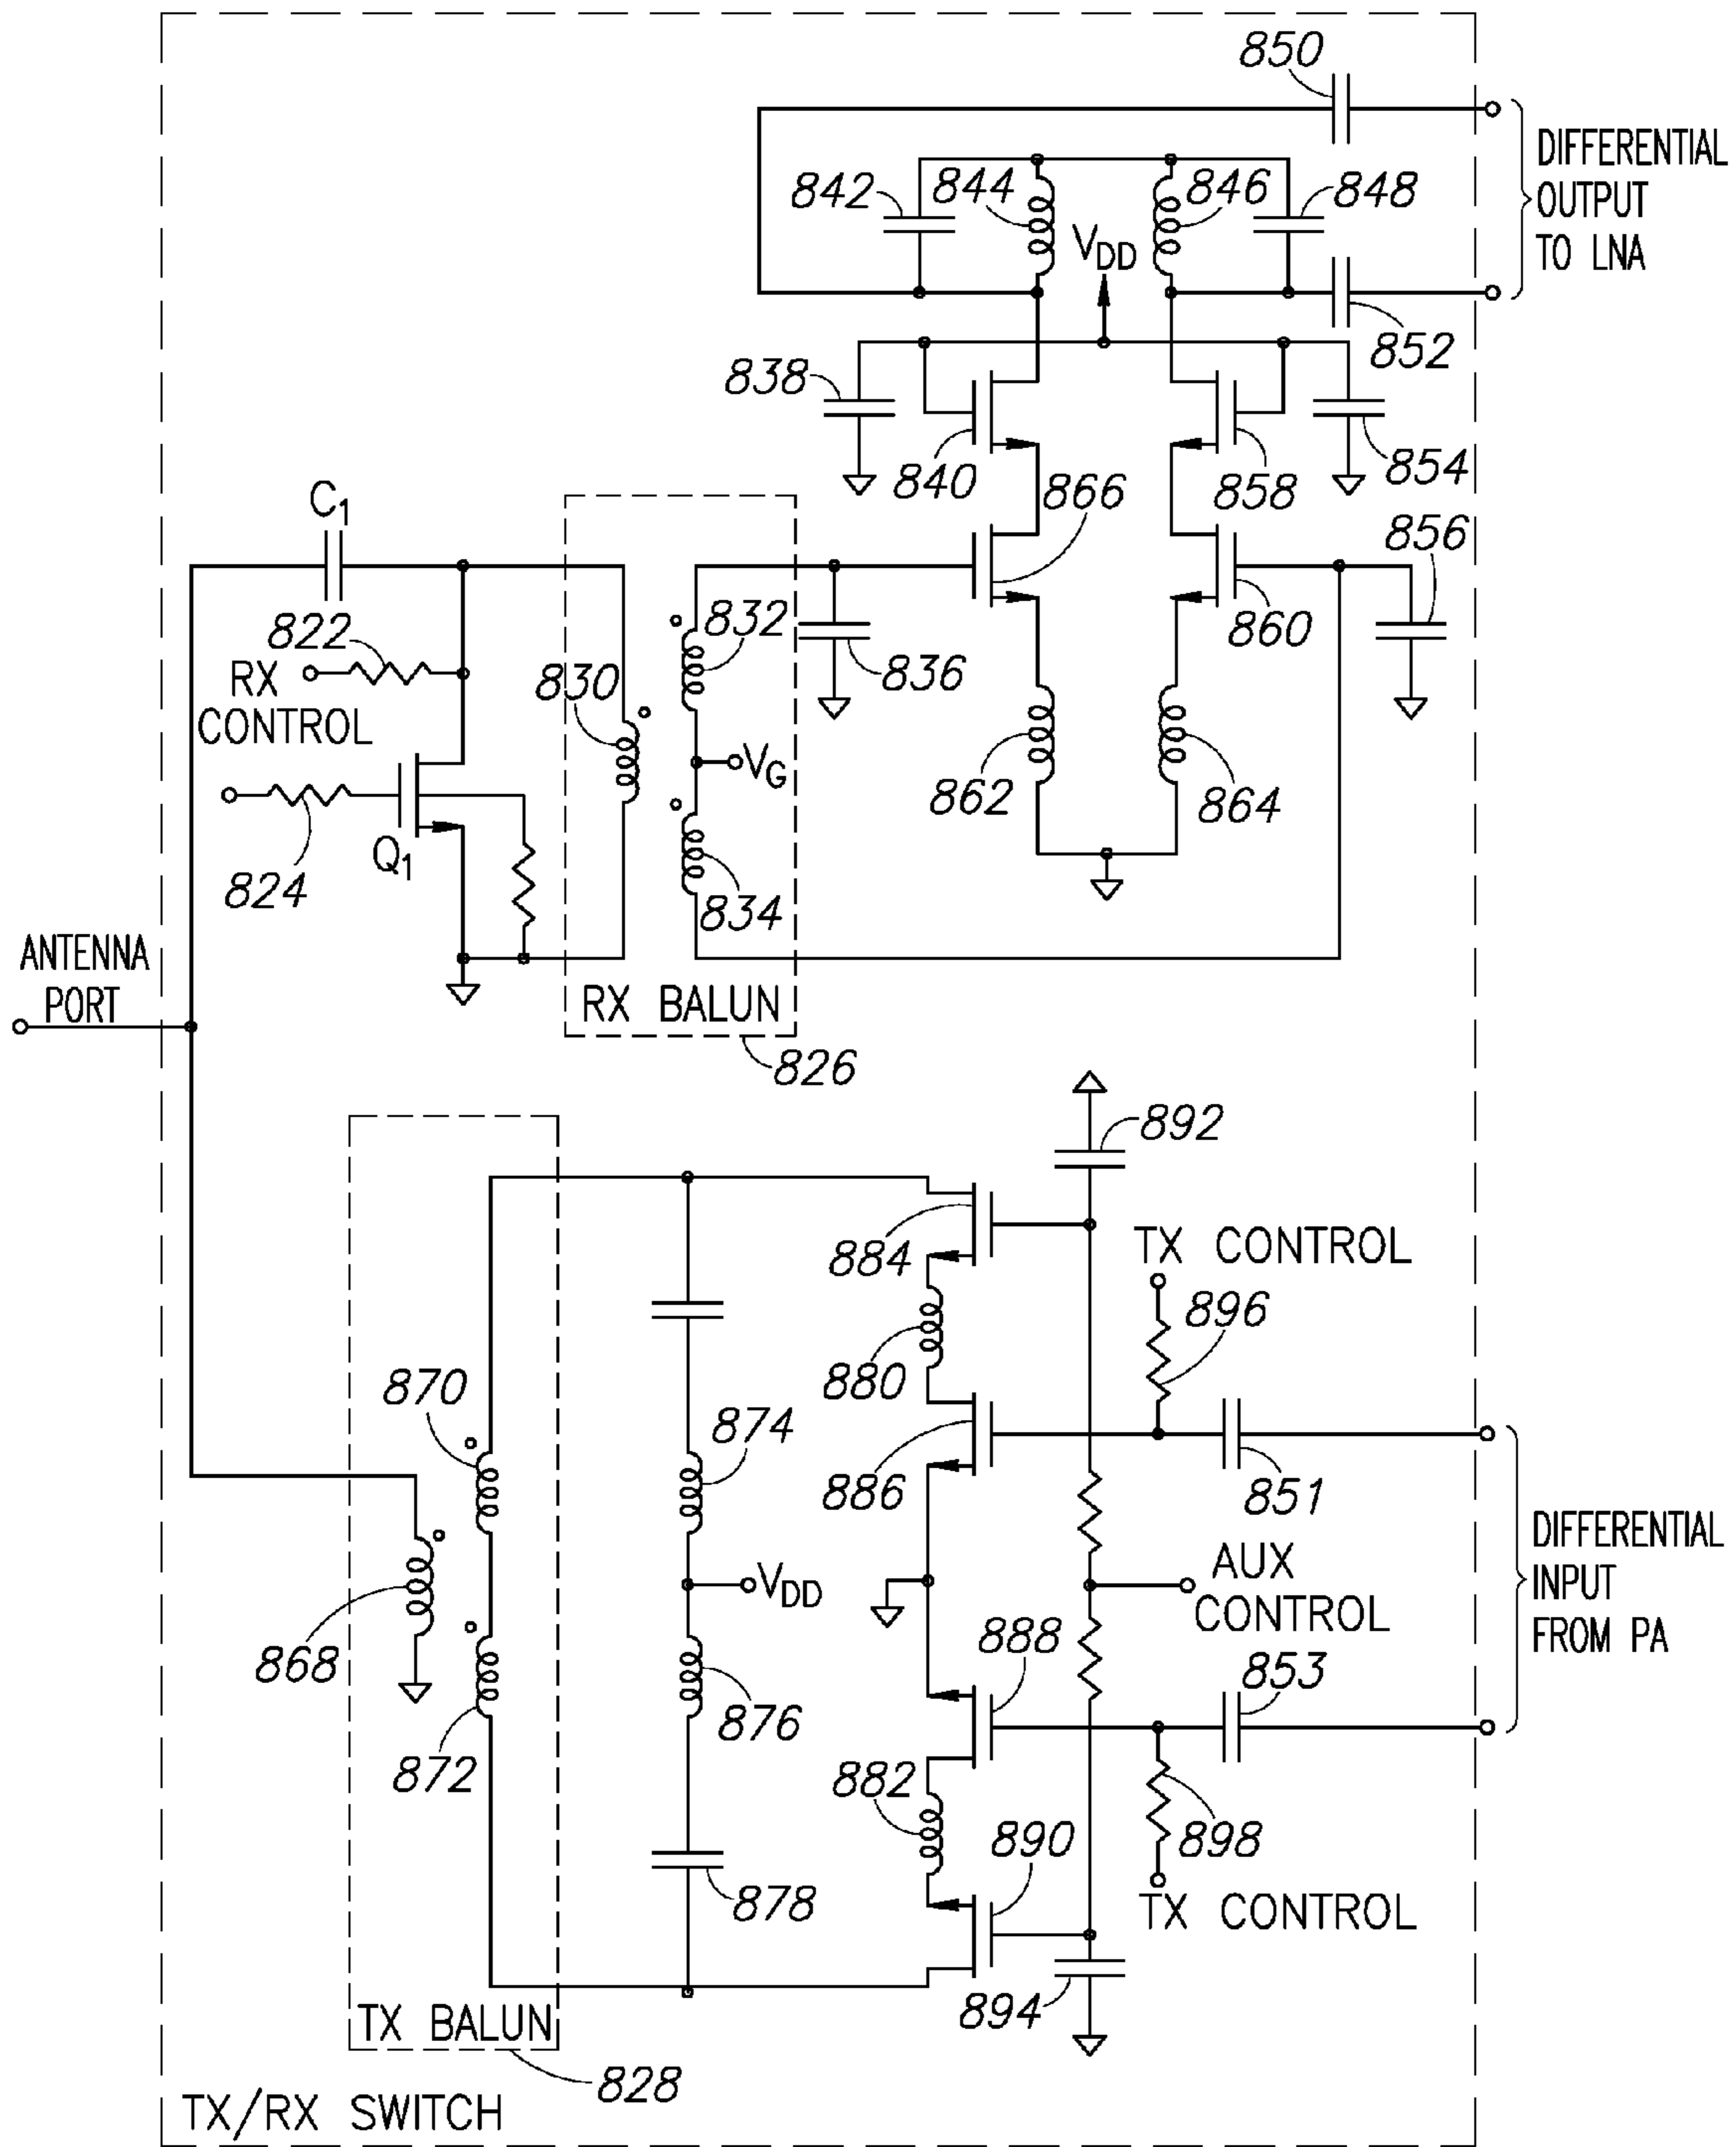 850
DIFFERENTIAL
OUTPUT
TO LNA
842
844
846
848
VDD
852
838
840
866
858
854
C1
856
822
RX
CONTROL
830
832
836
860
VG
824
Q1
834
862
864
ANTENNA
PORT
RX BALUN
826
892
884
TX CONTROL
896
880
870
874
886
851
DIFFERENTIAL
INPUT
FROM PA
VDD
AUX
CONTROL
868
888
853
876
872
882
890
898
878
TX CONTROL
894
TX BALUN
828
TX/RX SWITCH